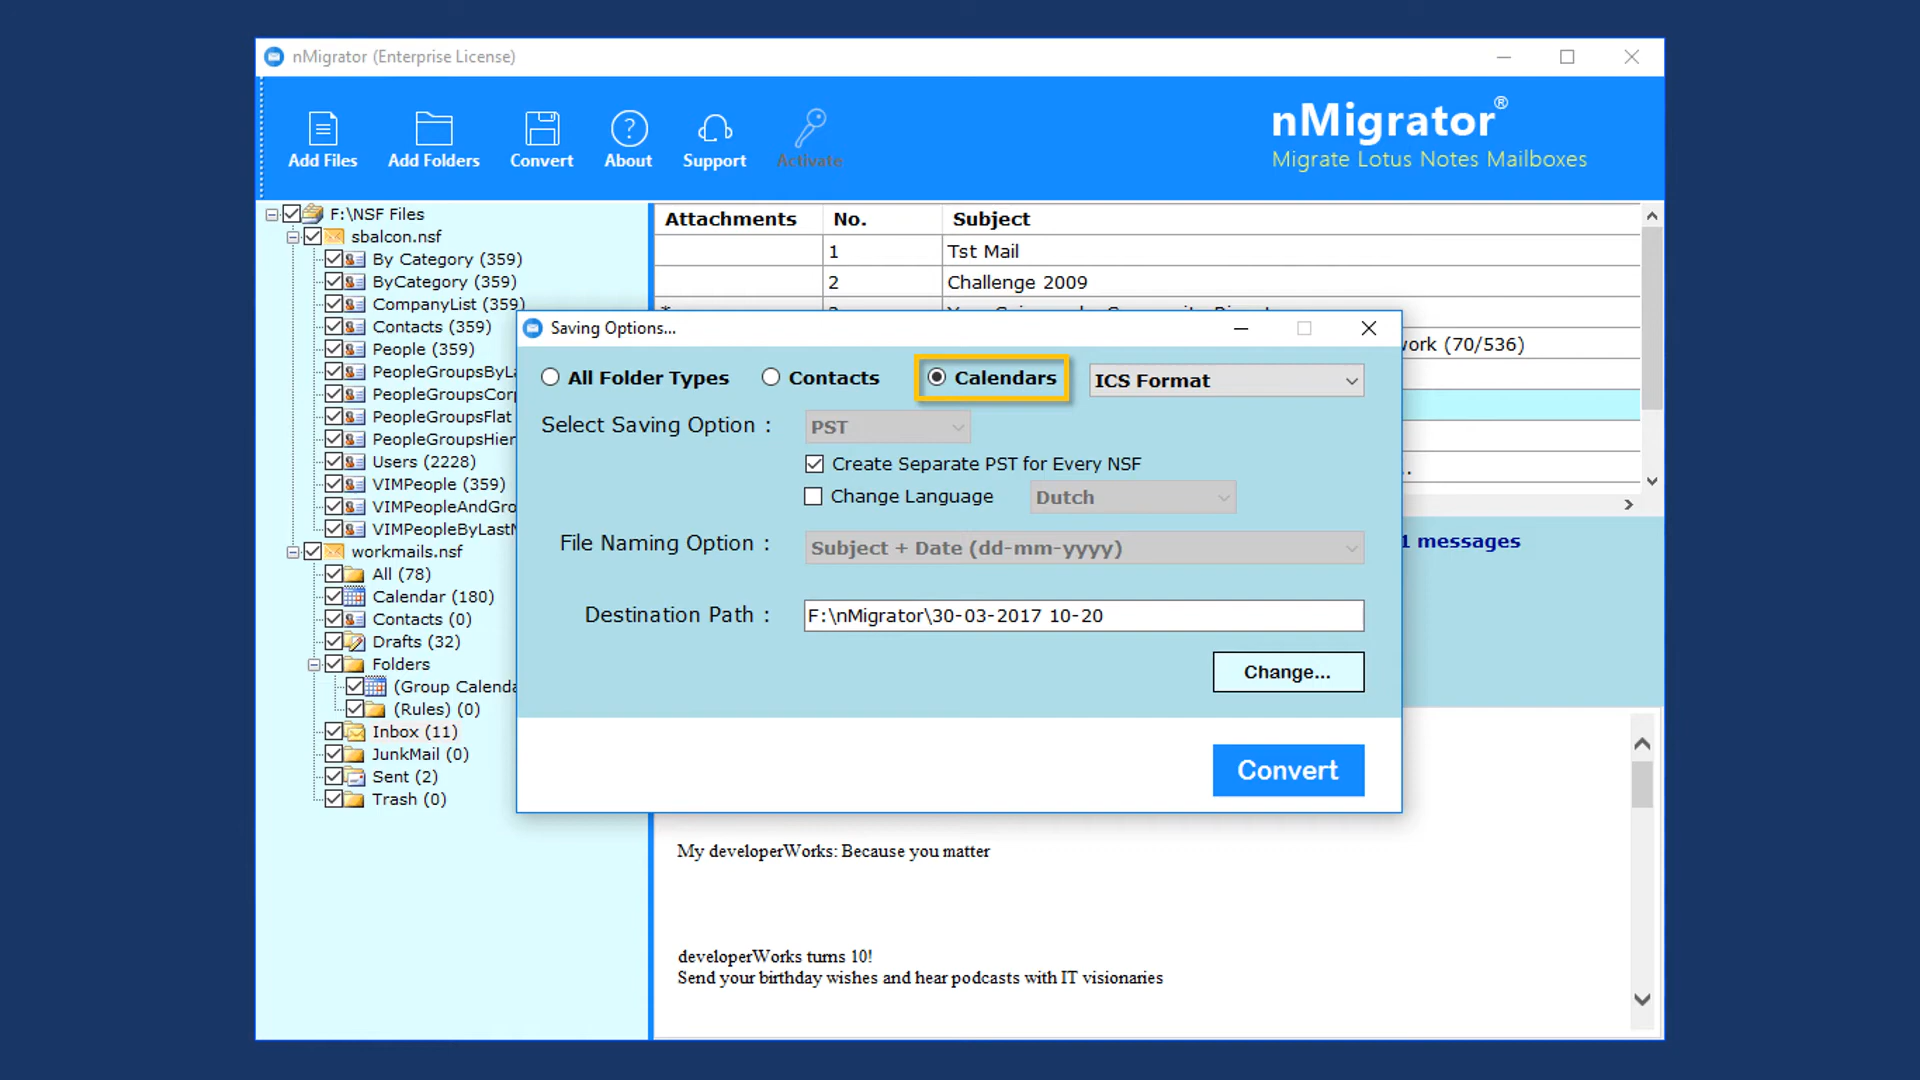 nMigrator (Enterprise License)
Add Files
Add Folders
Convert
About
Support
Activate
nMigrator®
Migrate Lotus Notes Mailboxes
F:\NSF Files
sbalcon.nsf
By Category (359)
ByCategory (359)
CompanyList (359)
Contacts (359)
People (359)
PeopleGroupsByLa
PeopleGroupsCorp
PeopleGroupsFlat
PeopleGroupsHier
Users (2228)
VIMPeople (359)
VIMPeopleAndGro
VIMPeopleByLastN
workmails.nsf
All (78)
Calendar (180)
Contacts (0)
Drafts (32)
Folders
(Group Calenda
(Rules) (0)
Inbox (11)
JunkMail (0)
Sent (2)
Trash (0)
Attachments No. Subject
1 Tst Mail
2 Challenge 2009
work (70/536)
1 messages
Saving Options...
All Folder Types Contacts Calendars ICS Format
Select Saving Option : PST
Create Separate PST for Every NSF
Change Language Dutch
File Naming Option : Subject + Date (dd-mm-yyyy)
Destination Path : F:\nMigrator\30-03-2017 10-20
Change...
Convert
My developerWorks: Because you matter
developerWorks turns 10!
Send your birthday wishes and hear podcasts with IT visionaries